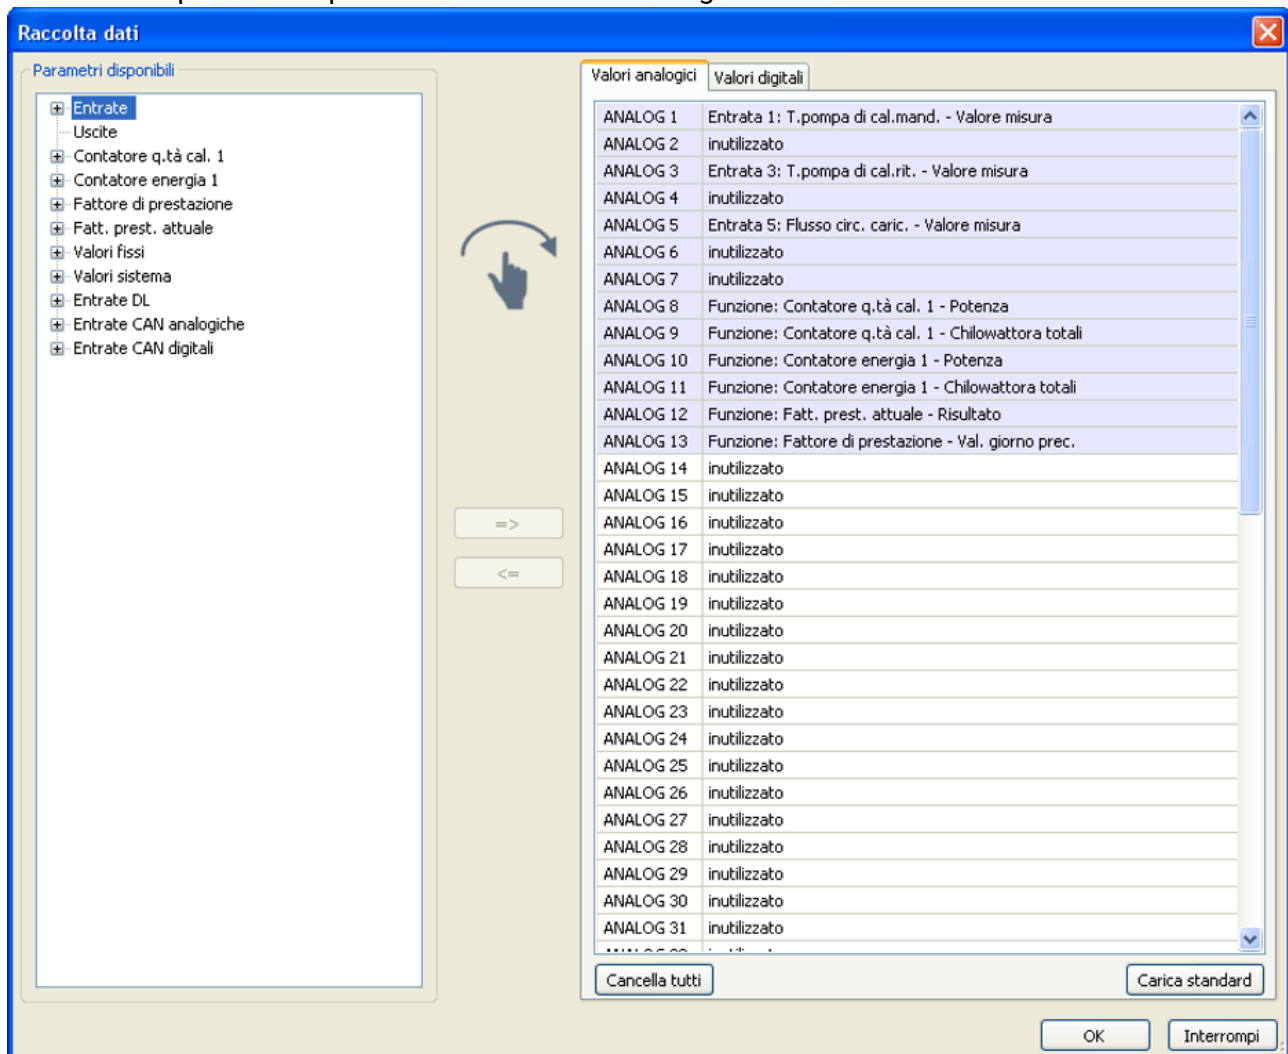 Raccolta dati
Parametri disponibili
Entrate
Uscite
Contatore q.tà cal. 1
Contatore energia 1
Fattore di prestazione
Fatt. prest. attuale
Valori fissi
Valori sistema
Entrate DL
Entrate CAN analogiche
Entrate CAN digitali
=>
<=
Valori analogici Valori digitali
ANALOG 1 Entrata 1: T.pompa di cal.mand. - Valore misura
ANALOG 2 inutilizzato
ANALOG 3 Entrata 3: T.pompa di cal.rit. - Valore misura
ANALOG 4 inutilizzato
ANALOG 5 Entrata 5: Flusso circ. caric. - Valore misura
ANALOG 6 inutilizzato
ANALOG 7 inutilizzato
ANALOG 8 Funzione: Contatore q.tà cal. 1 - Potenza
ANALOG 9 Funzione: Contatore q.tà cal. 1 - Chilowattora totali
ANALOG 10 Funzione: Contatore energia 1 - Potenza
ANALOG 11 Funzione: Contatore energia 1 - Chilowattora totali
ANALOG 12 Funzione: Fatt. prest. attuale - Risultato
ANALOG 13 Funzione: Fattore di prestazione - Val. giorno prec.
ANALOG 14 inutilizzato
ANALOG 15 inutilizzato
ANALOG 16 inutilizzato
ANALOG 17 inutilizzato
ANALOG 18 inutilizzato
ANALOG 19 inutilizzato
ANALOG 20 inutilizzato
ANALOG 21 inutilizzato
ANALOG 22 inutilizzato
ANALOG 23 inutilizzato
ANALOG 24 inutilizzato
ANALOG 25 inutilizzato
ANALOG 26 inutilizzato
ANALOG 27 inutilizzato
ANALOG 28 inutilizzato
ANALOG 29 inutilizzato
ANALOG 30 inutilizzato
ANALOG 31 inutilizzato
Cancella tutti Carica standard
OK Interrompi